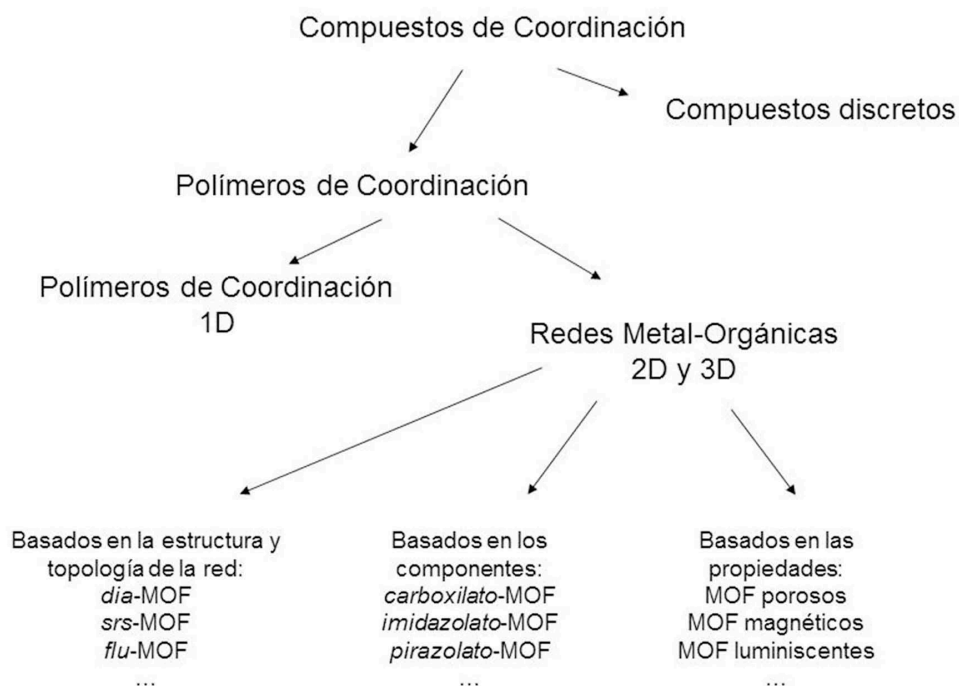 Compuestos de Coordinación
Compuestos discretos
Polímeros de Coordinación
Polímeros de Coordinación
1D
Redes Metal-Orgánicas
2D y 3D
Basados en la estructura y
topología de la red:
dia-MOF
srs-MOF
flu-MOF
...
Basados en los
componentes:
carboxilato-MOF
imidazolato-MOF
pirazolato-MOF
...
Basados en las
propiedades:
MOF porosos
MOF magnéticos
MOF luminiscentes
...